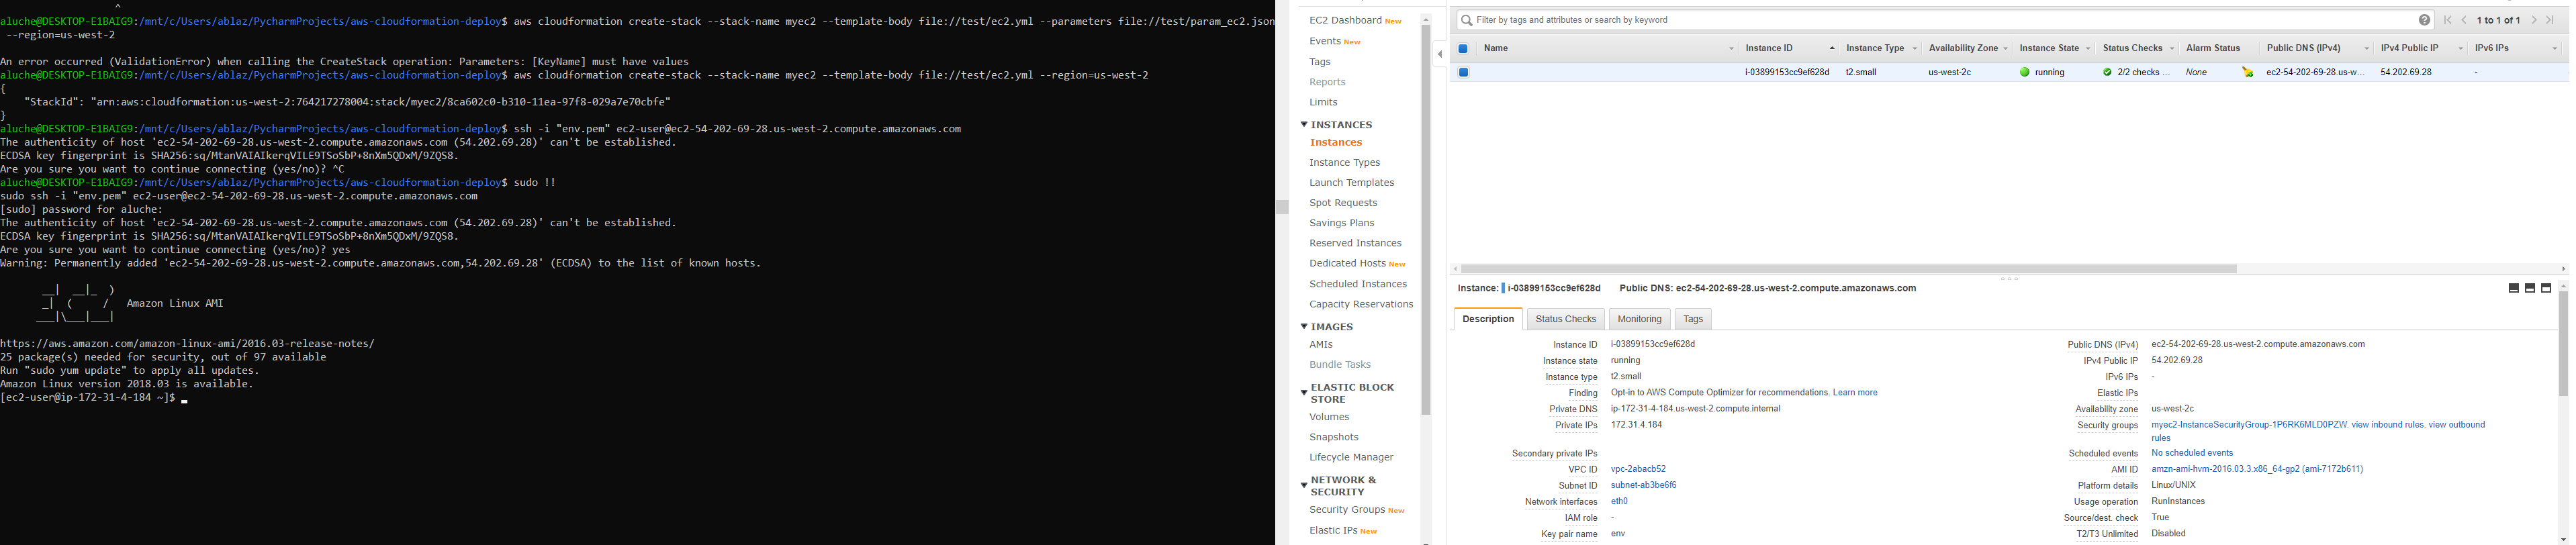 ^
aluche@DESKTOP-E1BAIG9:/mnt/c/Users/ablaz/PycharmProjects/aws-cloudformation-deploy$ aws cloudformation create-stack --stack-name myec2 --template-body file://test/ec2.yml --parameters file://test/param_ec2.json
--region=us-west-2
An error occurred (ValidationError) when calling the CreateStack operation: Parameters: [KeyName] must have values
aluche@DESKTOP-E1BAIG9:/mnt/c/Users/ablaz/PycharmProjects/aws-cloudformation-deploy$ aws cloudformation create-stack --stack-name myec2 --template-body file://test/ec2.yml --region=us-west-2
{
"StackId": "arn:aws:cloudformation:us-west-2:764217278004:stack/myec2/8ca602c0-b310-11ea-97f8-029a7e70cbfe"
}
aluche@DESKTOP-E1BAIG9:/mnt/c/Users/ablaz/PycharmProjects/aws-cloudformation-deploy$ ssh -i "env.pem" ec2-user@ec2-54-202-69-28.us-west-2.compute.amazonaws.com
The authenticity of host 'ec2-54-202-69-28.us-west-2.compute.amazonaws.com (54.202.69.28)' can't be established.
ECDSA key fingerprint is SHA256:sq/MtanVAIAIkerqVILE9TSoSbP+8nXm5QDxM/9ZQS8.
Are you sure you want to continue connecting (yes/no)? ^C
aluche@DESKTOP-E1BAIG9:/mnt/c/Users/ablaz/PycharmProjects/aws-cloudformation-deploy$ sudo !!
sudo ssh -i "env.pem" ec2-user@ec2-54-202-69-28.us-west-2.compute.amazonaws.com
[sudo] password for aluche:
The authenticity of host 'ec2-54-202-69-28.us-west-2.compute.amazonaws.com (54.202.69.28)' can't be established.
ECDSA key fingerprint is SHA256:sq/MtanVAIAIkerqVILE9TSoSbP+8nXm5QDxM/9ZQS8.
Are you sure you want to continue connecting (yes/no)? yes
Warning: Permanently added 'ec2-54-202-69-28.us-west-2.compute.amazonaws.com,54.202.69.28' (ECDSA) to the list of known hosts.
__|  __|_  )
_|  (     /   Amazon Linux AMI
___|\___|___|
https://aws.amazon.com/amazon-linux-ami/2016.03-release-notes/
25 package(s) needed for security, out of 97 available
Run "sudo yum update" to apply all updates.
Amazon Linux version 2018.03 is available.
[ec2-user@ip-172-31-4-184 ~]$
EC2 Dashboard New
Events New
Tags
Reports
Limits
INSTANCES
Instances
Instance Types
Launch Templates
Spot Requests
Savings Plans
Reserved Instances
Dedicated Hosts New
Scheduled Instances
Capacity Reservations
IMAGES
AMIs
Bundle Tasks
ELASTIC BLOCK
STORE
Volumes
Snapshots
Lifecycle Manager
NETWORK &
SECURITY
Security Groups New
Elastic IPs New
Filter by tags and attributes or search by keyword
1 to 1 of 1
Name Instance ID Instance Type Availability Zone Instance State Status Checks Alarm Status Public DNS (IPv4) IPv4 Public IP IPv6 IPs
i-03899153cc9ef628d t2.small us-west-2c running 2/2 checks ... None ec2-54-202-69-28.us-w... 54.202.69.28 -
Instance: i-03899153cc9ef628d Public DNS: ec2-54-202-69-28.us-west-2.compute.amazonaws.com
Description Status Checks Monitoring Tags
Instance ID i-03899153cc9ef628d
Instance state running
Instance type t2.small
Finding Opt-in to AWS Compute Optimizer for recommendations. Learn more
Private DNS ip-172-31-4-184.us-west-2.compute.internal
Private IPs 172.31.4.184
Secondary private IPs
VPC ID vpc-2abacb52
Subnet ID subnet-ab3be6f6
Network interfaces eth0
IAM role -
Key pair name env
Public DNS (IPv4) ec2-54-202-69-28.us-west-2.compute.amazonaws.com
IPv4 Public IP 54.202.69.28
IPv6 IPs -
Elastic IPs
Availability zone us-west-2c
Security groups myec2-InstanceSecurityGroup-1P6RK6MLD0PZW. view inbound rules. view outbound
rules
Scheduled events No scheduled events
AMI ID amzn-ami-hvm-2016.03.3.x86_64-gp2 (ami-7172b611)
Platform details Linux/UNIX
Usage operation RunInstances
Source/dest. check True
T2/T3 Unlimited Disabled